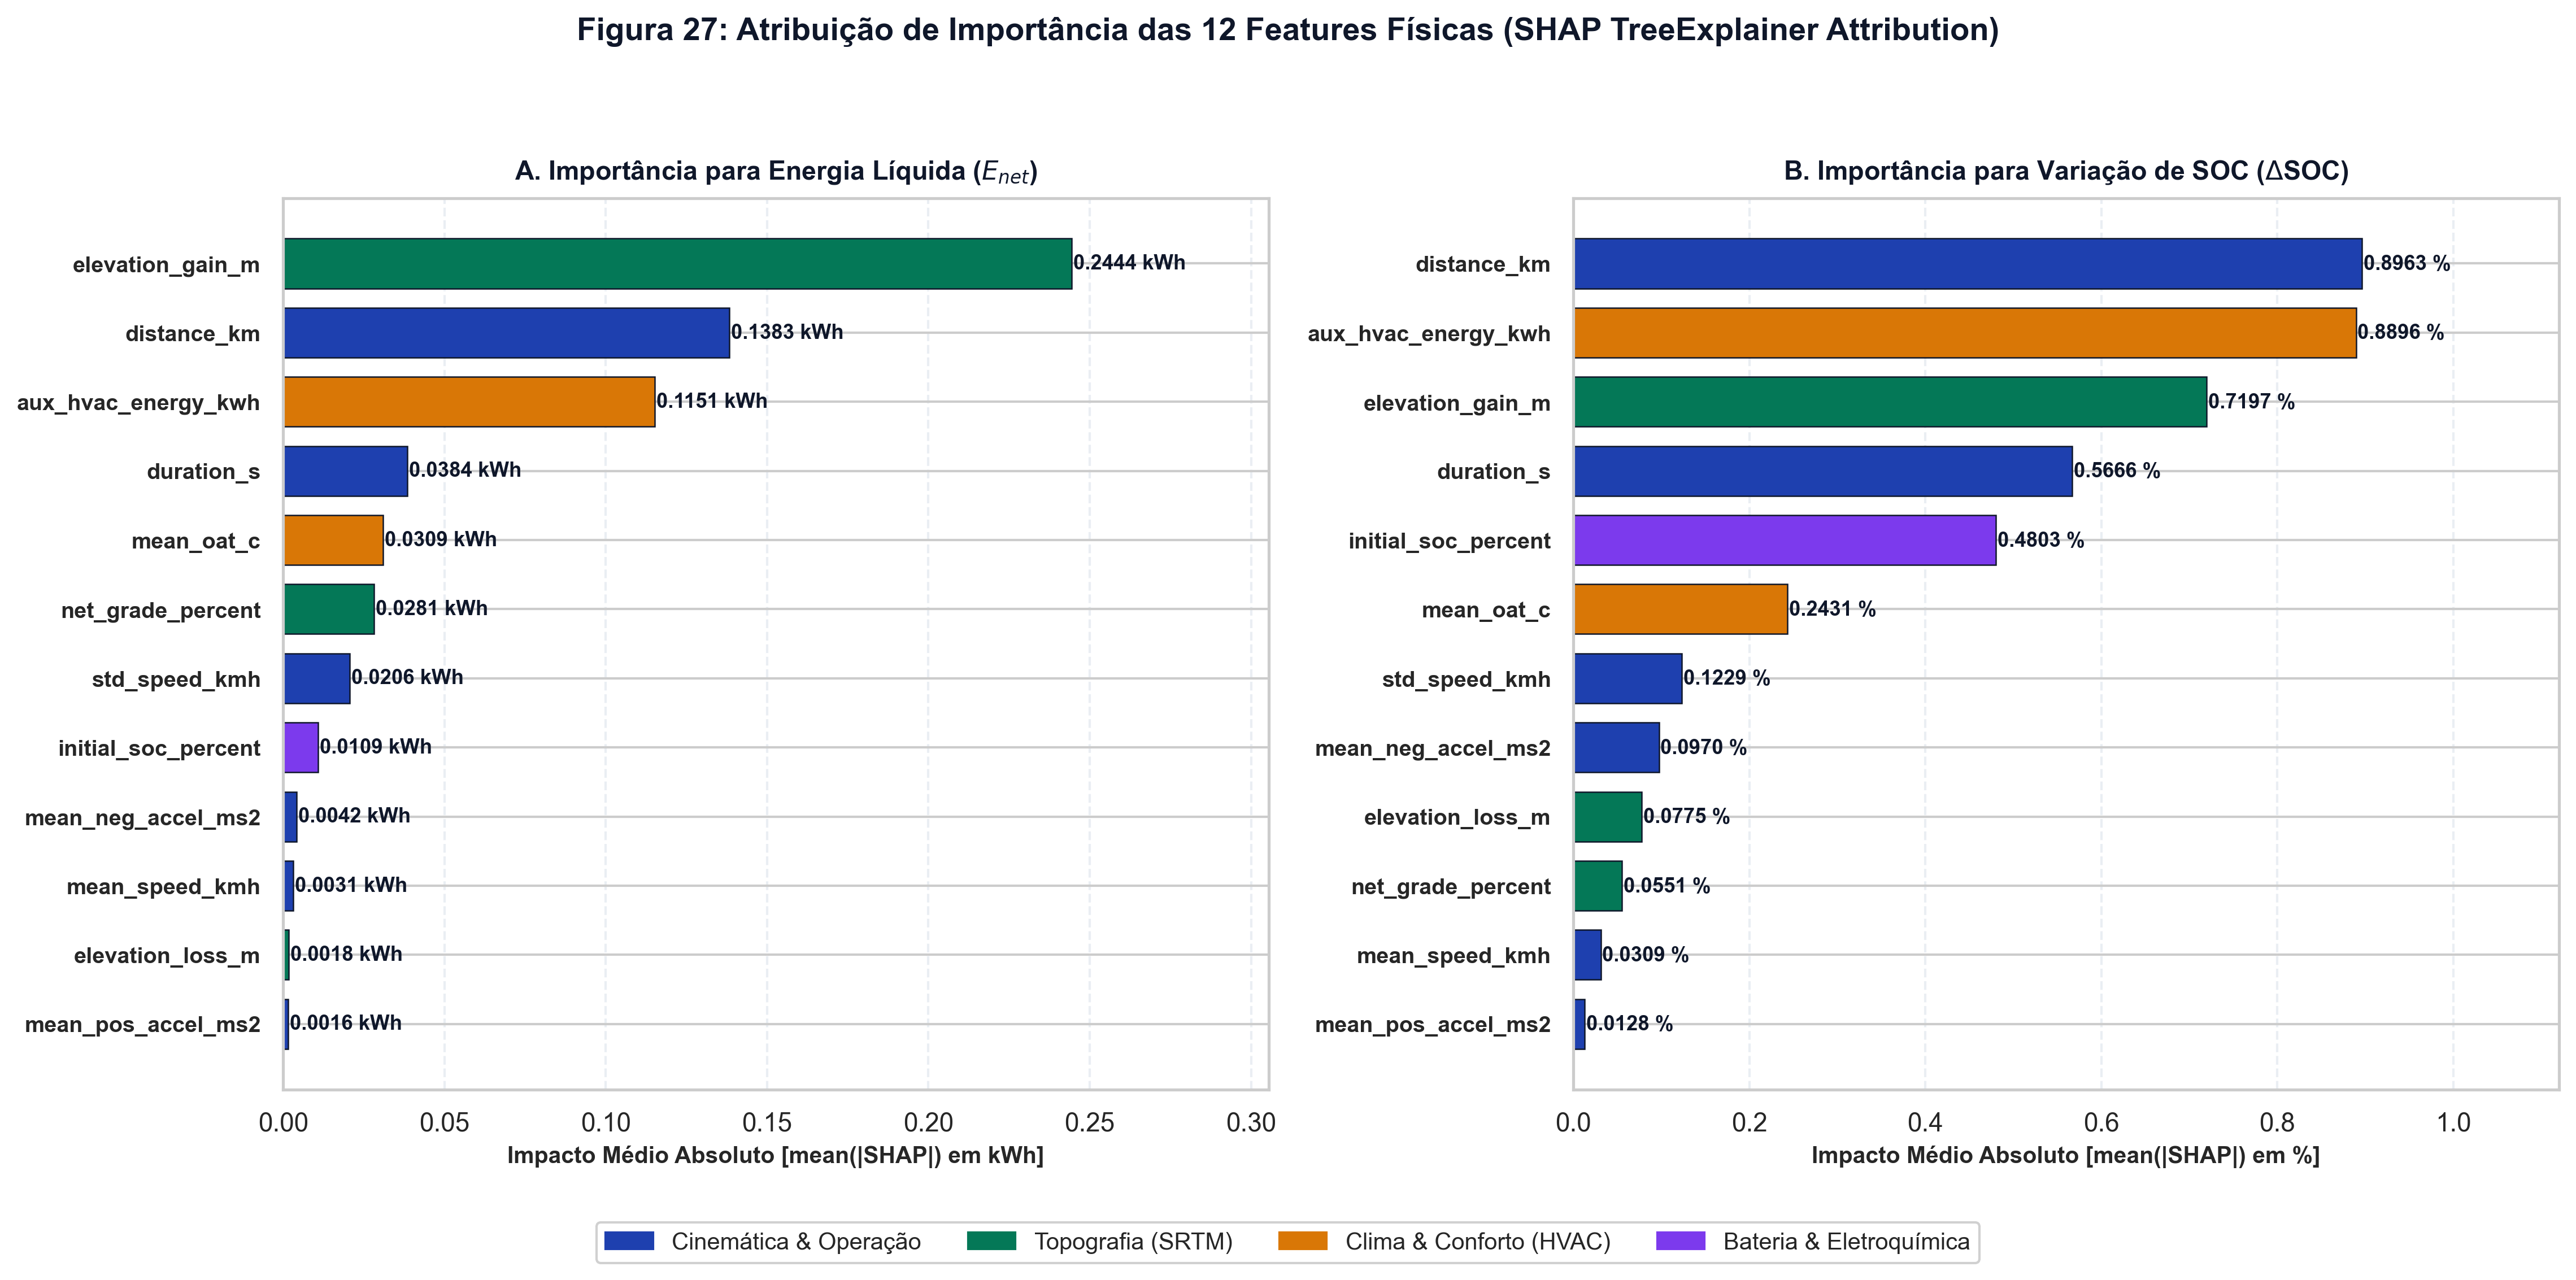 Figura 27: Atribuição de Importância das 12 Features Físicas (SHAP TreeExplainer Attribution)
A. Importância para Energia Líquida (E_net)
elevation_gain_m
0.2444 kWh
distance_km
0.1383 kWh
aux_hvac_energy_kwh
0.1151 kWh
duration_s
0.0384 kWh
mean_oat_c
0.0309 kWh
net_grade_percent
0.0281 kWh
std_speed_kmh
0.0206 kWh
initial_soc_percent
0.0109 kWh
mean_neg_accel_ms2
0.0042 kWh
mean_speed_kmh
0.0031 kWh
elevation_loss_m
0.0018 kWh
mean_pos_accel_ms2
0.0016 kWh
0.00 0.05 0.10 0.15 0.20 0.25 0.30
Impacto Médio Absoluto [mean(|SHAP|) em kWh]
B. Importância para Variação de SOC (ΔSOC)
distance_km
0.8963 %
aux_hvac_energy_kwh
0.8896 %
elevation_gain_m
0.7197 %
duration_s
0.5666 %
initial_soc_percent
0.4803 %
mean_oat_c
0.2431 %
std_speed_kmh
0.1229 %
mean_neg_accel_ms2
0.0970 %
elevation_loss_m
0.0775 %
net_grade_percent
0.0551 %
mean_speed_kmh
0.0309 %
mean_pos_accel_ms2
0.0128 %
0.0 0.2 0.4 0.6 0.8 1.0
Impacto Médio Absoluto [mean(|SHAP|) em %]
Cinemática & Operação Topografia (SRTM) Clima & Conforto (HVAC) Bateria & Eletroquímica